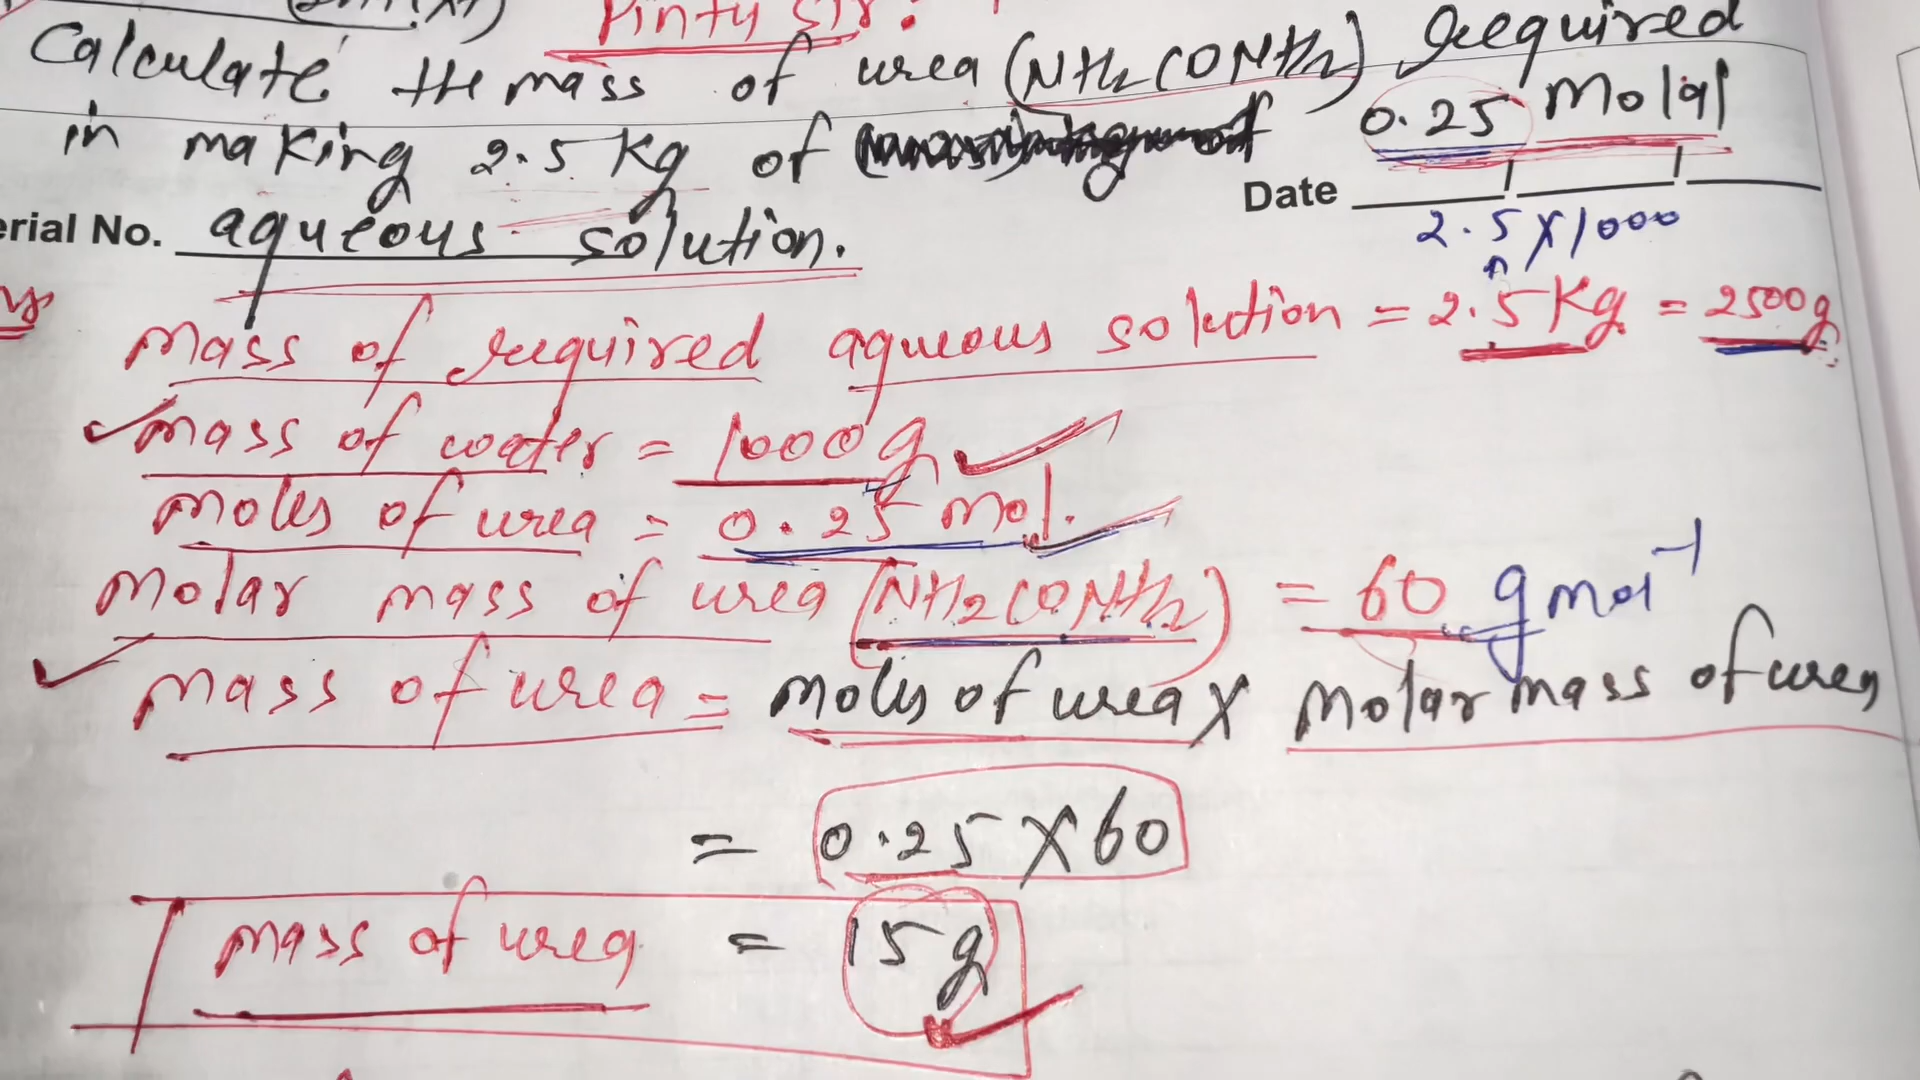 Pinty Sir.
Calculate the mass of urea (NH2CONH2) required
in making 2.5 Kg of 0.25 Molal
Date
erial No. aqueous solution.
2.5 X 1000
Mass of required aqueous solution = 2.5 Kg = 2500g
Mass of water = 1000g
Moles of urea = 0.25 mol.
Molar mass of urea (NH2CONH2) = 60 g mol-1
Mass of urea = Moles of urea X Molar mass of urea
= 0.25 X 60
Mass of urea = 15g